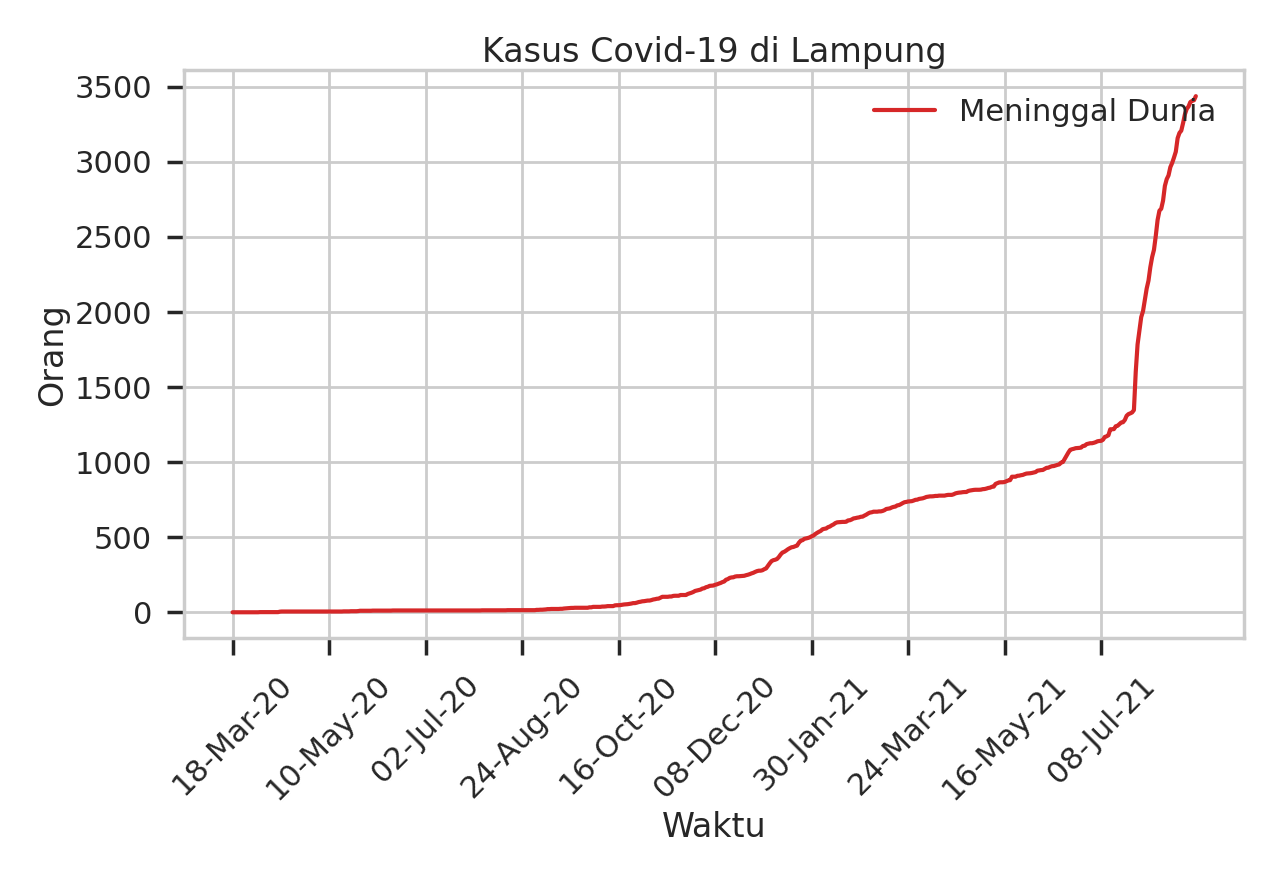 Kasus Covid-19 di Lampung
Meninggal Dunia
Orang
3500
3000
2500
2000
1500
1000
500
0
18-Mar-20
10-May-20
02-Jul-20
24-Aug-20
16-Oct-20
08-Dec-20
30-Jan-21
24-Mar-21
16-May-21
08-Jul-21
Waktu